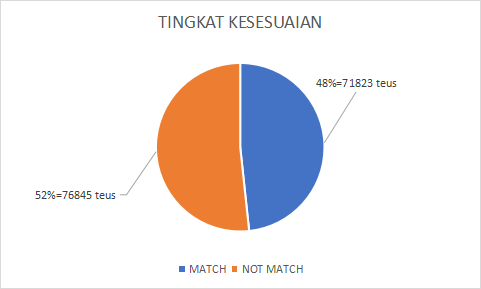 TINGKAT KESESUAIAN
48%=71823 teus
52%=76845 teus
MATCH NOT MATCH